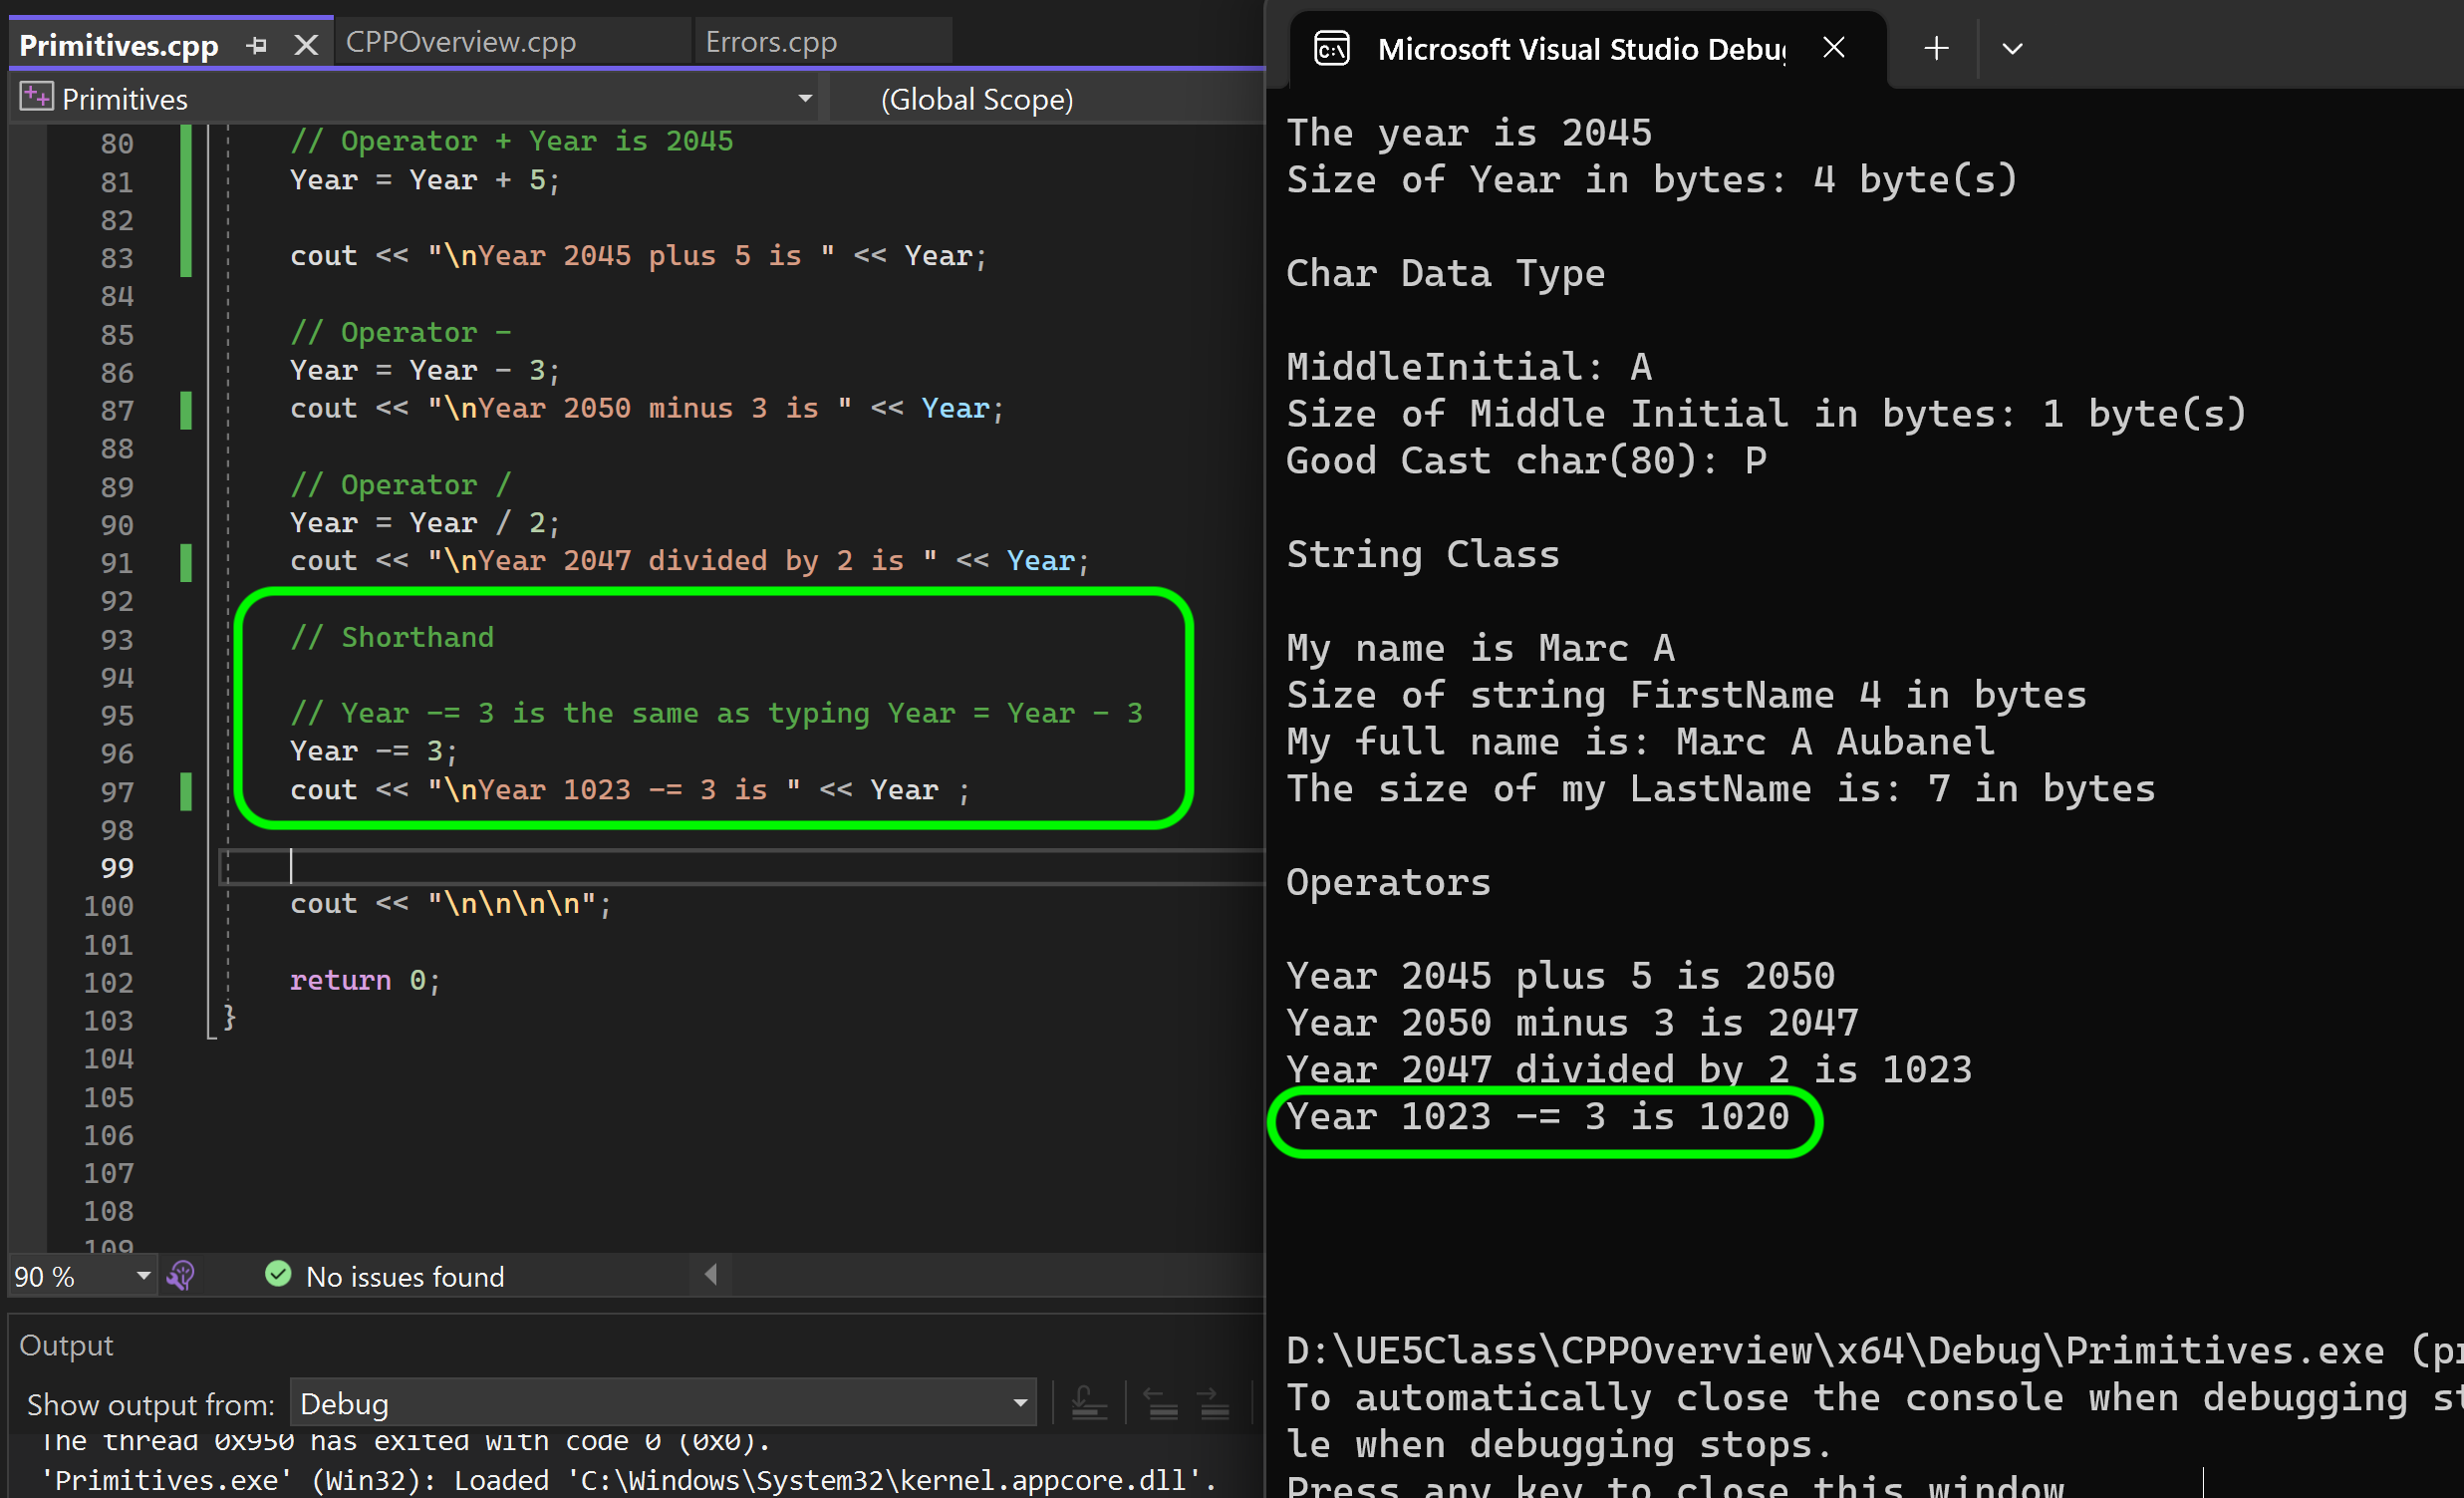 Primitives.cpp
CPPOverview.cpp
Errors.cpp
Primitives
(Global Scope)
80 // Operator + Year is 2045
81 Year = Year + 5;
82
83 cout << "\nYear 2045 plus 5 is " << Year;
84
85 // Operator -
86 Year = Year - 3;
87 cout << "\nYear 2050 minus 3 is " << Year;
88
89 // Operator /
90 Year = Year / 2;
91 cout << "\nYear 2047 divided by 2 is " << Year;
92
93 // Shorthand
94
95 // Year -= 3 is the same as typing Year = Year - 3
96 Year -= 3;
97 cout << "\nYear 1023 -= 3 is " << Year ;
98
99
100 cout << "\n\n\n\n";
101
102 return 0;
103 }
104
105
106
107
108
109
90 %
No issues found
Output
Show output from: Debug
The thread 0x950 has exited with code 0 (0x0).
'Primitives.exe' (Win32): Loaded 'C:\Windows\System32\kernel.appcore.dll'.
C:\
Microsoft Visual Studio Debu
The year is 2045
Size of Year in bytes: 4 byte(s)
Char Data Type
MiddleInitial: A
Size of Middle Initial in bytes: 1 byte(s)
Good Cast char(80): P
String Class
My name is Marc A
Size of string FirstName 4 in bytes
My full name is: Marc A Aubanel
The size of my LastName is: 7 in bytes
Operators
Year 2045 plus 5 is 2050
Year 2050 minus 3 is 2047
Year 2047 divided by 2 is 1023
Year 1023 -= 3 is 1020
D:\UE5Class\CPPOverview\x64\Debug\Primitives.exe (p
To automatically close the console when debugging st
le when debugging stops.
Press any key to close this window